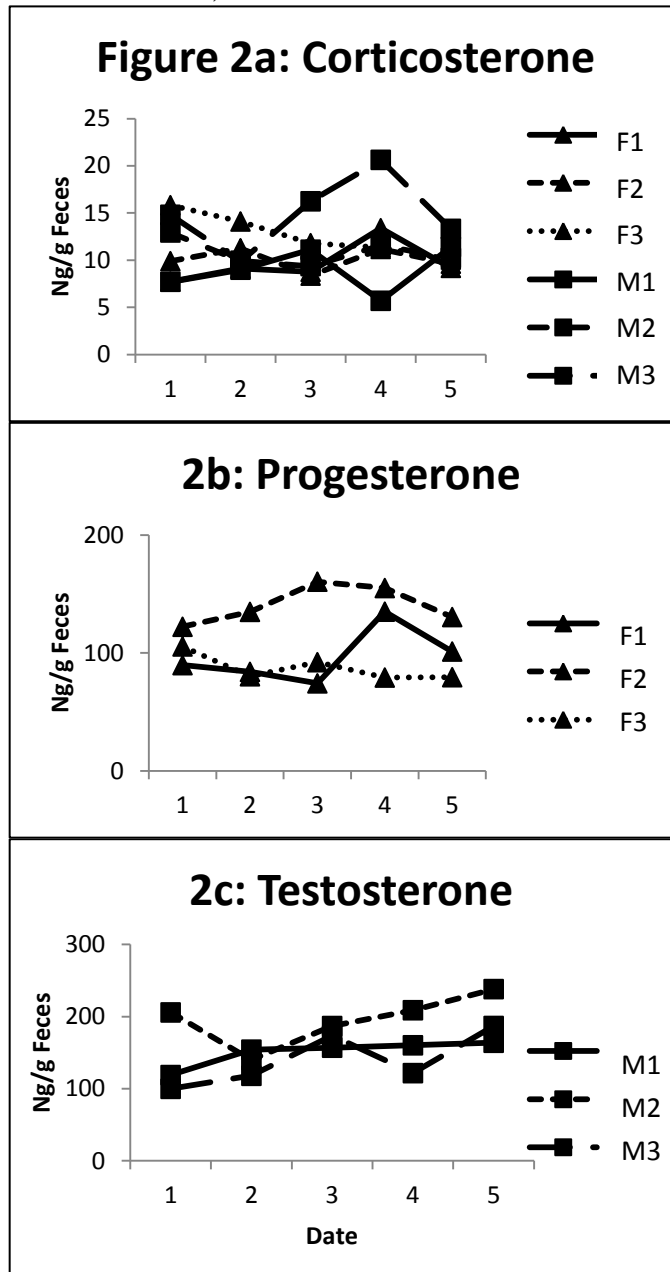 Figure 2a: Corticosterone
25
20
15
10
5
0
Ng/g Feces
1 2 3 4 5
F1
F2
F3
M1
M2
M3
2b: Progesterone
200
100
0
Ng/g Feces
1 2 3 4 5
F1
F2
F3
2c: Testosterone
300
200
100
0
Ng/g Feces
1 2 3 4 5
Date
M1
M2
M3